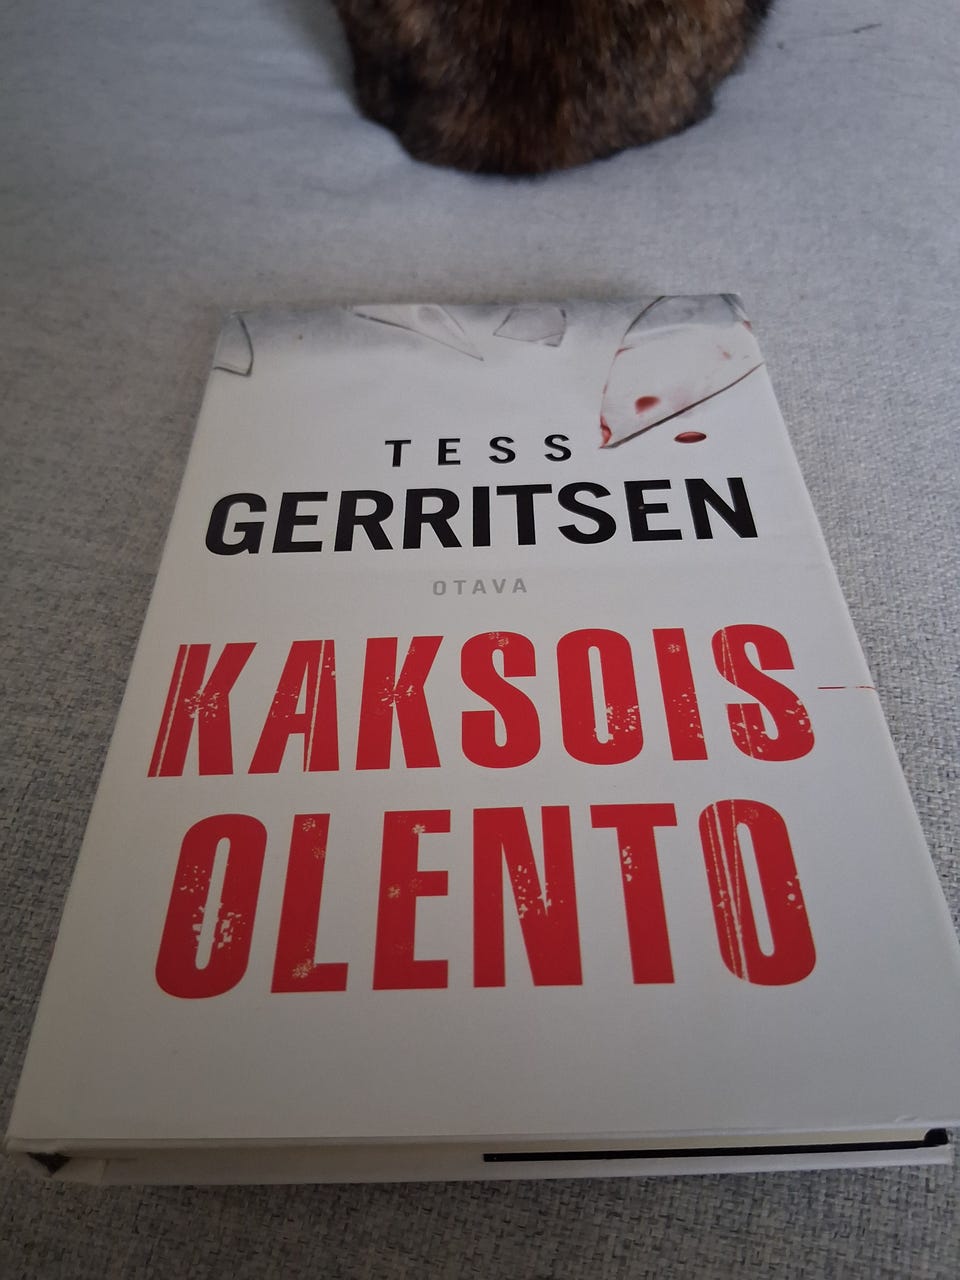 TESS
GERRITSEN
OTAVA
KAKSOIS
OLENTO